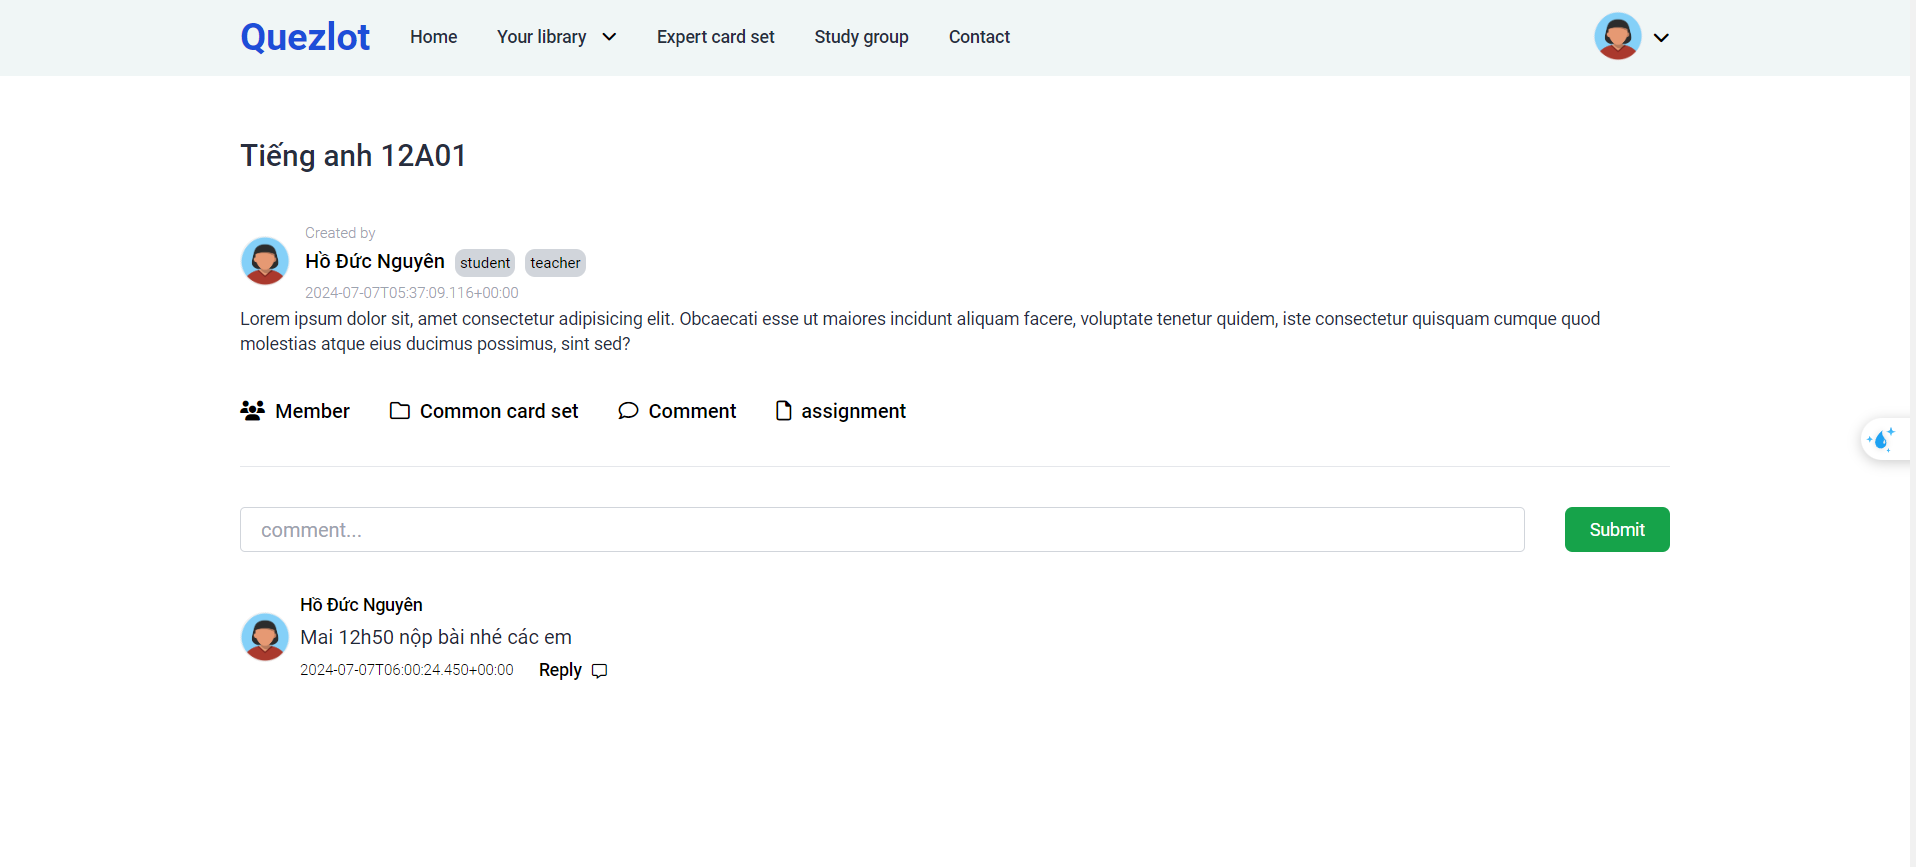 Quezlot Home Your library Expert card set Study group Contact
Tiếng anh 12A01
Created by
Hồ Đức Nguyên student teacher
2024-07-07T05:37:09.116+00:00
Lorem ipsum dolor sit, amet consectetur adipisicing elit. Obcaecati esse ut maiores incidunt aliquam facere, voluptate tenetur quidem, iste consectetur quisquam cumque quod
molestias atque eius ducimus possimus, sint sed?
Member Common card set Comment assignment
comment... Submit
Hồ Đức Nguyên
Mai 12h50 nộp bài nhé các em
2024-07-07T06:00:24.450+00:00 Reply